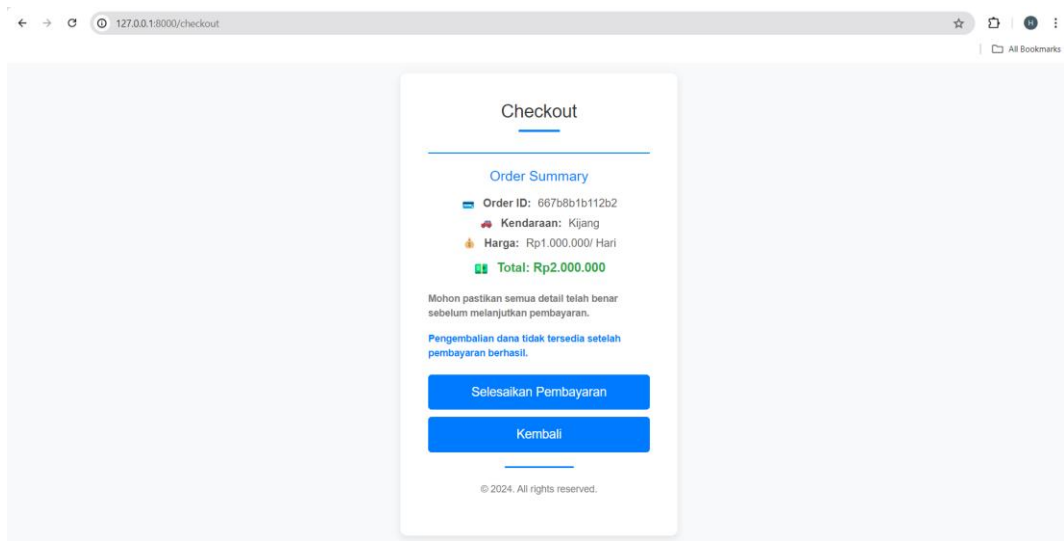 127.0.0.1:8000/checkout
H
All Bookmarks
Checkout
Order Summary
Order ID: 667b8b1b112b2
Kendaraan: Kijang
Harga: Rp1.000.000/ Hari
Total: Rp2.000.000
Mohon pastikan semua detail telah benar
sebelum melanjutkan pembayaran.
Pengembalian dana tidak tersedia setelah
pembayaran berhasil.
Selesaikan Pembayaran
Kembali
© 2024. All rights reserved.